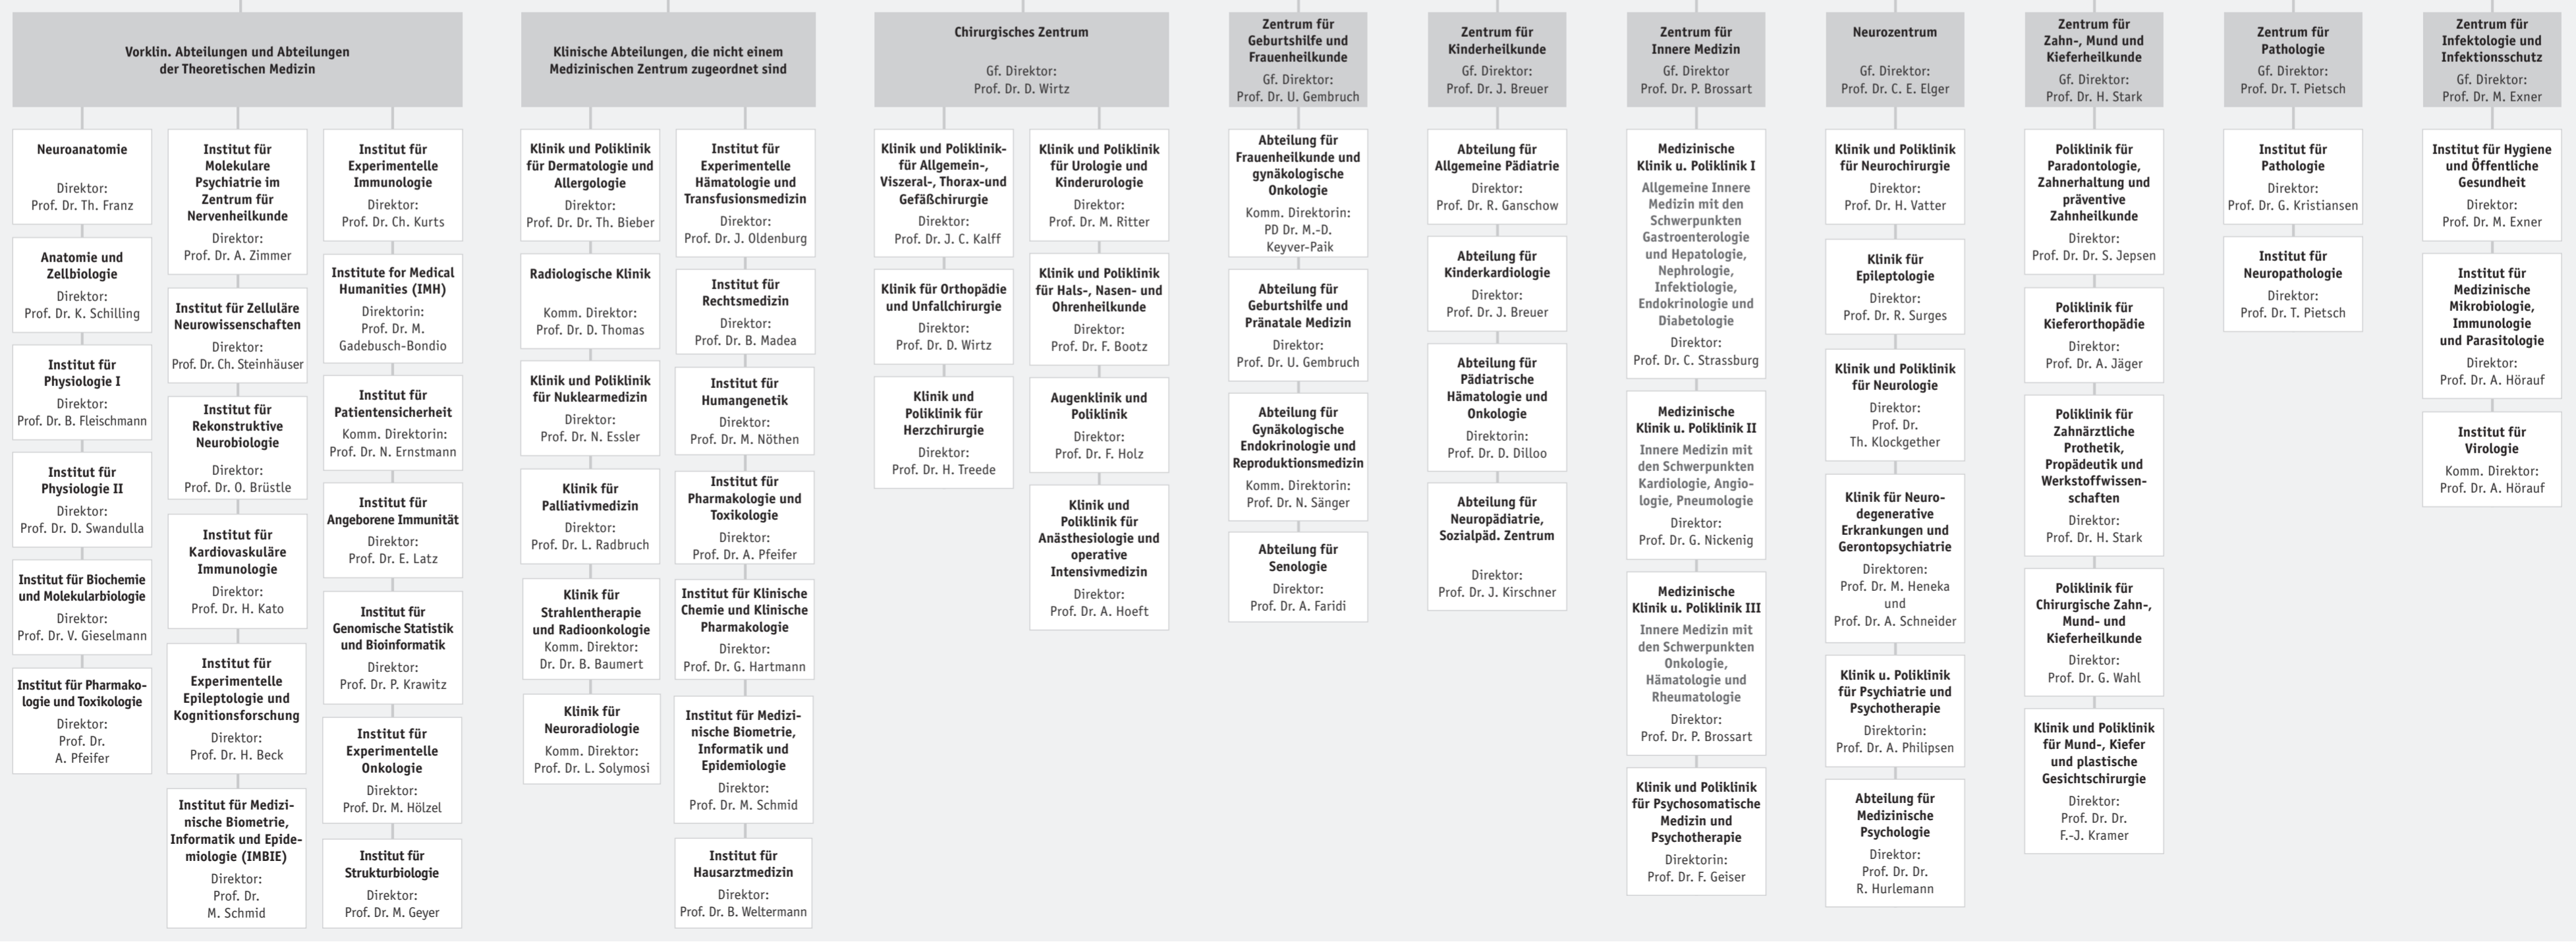 Vorklin. Abteilungen und Abteilungen
der Theoretischen Medizin
Neuroanatomie
Direktor:
Prof. Dr. Th. Franz
Anatomie und
Zellbiologie
Direktor:
Prof. Dr. K. Schilling
Institut für
Physiologie I
Direktor:
Prof. Dr. B. Fleischmann
Institut für
Physiologie II
Direktor:
Prof. Dr. D. Swandulla
Institut für Biochemie
und Molekularbiologie
Direktor:
Prof. Dr. V. Gieselmann
Institut für Pharmako-
logie und Toxikologie
Direktor:
Prof. Dr.
A. Pfeifer
Institut für
Molekulare
Psychiatrie im
Zentrum für
Nervenheilkunde
Direktor:
Prof. Dr. A. Zimmer
Institut für Zelluläre
Neurowissenschaften
Direktor:
Prof. Dr. Ch. Steinhäuser
Institut für
Rekonstruktive
Neurobiologie
Direktor:
Prof. Dr. O. Brüstle
Institut für
Kardiovaskuläre
Immunologie
Direktor:
Prof. Dr. H. Kato
Institut für
Experimentelle
Epileptologie und
Kognitionsforschung
Direktor:
Prof. Dr. H. Beck
Institut für Medizi-
nische Biometrie,
Informatik und Epide-
miologie (IMBIE)
Direktor:
Prof. Dr.
M. Schmid
Institut für
Experimentelle
Immunologie
Direktor:
Prof. Dr. Ch. Kurts
Institute for Medical
Humanities (IMH)
Direktorin:
Prof. Dr. M.
Gadebusch-Bondio
Institut für
Patientensicherheit
Komm. Direktorin:
Prof. Dr. N. Ernstmann
Institut für
Angeborene Immunität
Direktor:
Prof. Dr. E. Latz
Institut für
Genomische Statistik
und Bioinformatik
Direktor:
Prof. Dr. P. Krawitz
Institut für
Experimentelle
Onkologie
Direktor:
Prof. Dr. M. Hölzel
Institut für
Strukturbiologie
Direktor:
Prof. Dr. M. Geyer
Klinische Abteilungen, die nicht einem
Medizinischen Zentrum zugeordnet sind
Klinik und Poliklinik
für Dermatologie und
Allergologie
Direktor:
Prof. Dr. Dr. Th. Bieber
Radiologische Klinik
Komm. Direktor:
Prof. Dr. D. Thomas
Klinik und Poliklinik
für Nuklearmedizin
Direktor:
Prof. Dr. N. Essler
Klinik für
Palliativmedizin
Direktor:
Prof. Dr. L. Radbruch
Klinik für
Strahlentherapie
und Radioonkologie
Komm. Direktor:
Dr. Dr. B. Baumert
Klinik für
Neuroradiologie
Komm. Direktor:
Prof. Dr. L. Solymosi
Institut für
Experimentelle
Hämatologie und
Transfusionsmedizin
Direktor:
Prof. Dr. J. Oldenburg
Institut für
Rechtsmedizin
Direktor:
Prof. Dr. B. Madea
Institut für
Humangenetik
Direktor:
Prof. Dr. M. Nöthen
Institut für
Pharmakologie und
Toxikologie
Direktor:
Prof. Dr. A. Pfeifer
Institut für Klinische
Chemie und Klinische
Pharmakologie
Direktor:
Prof. Dr. G. Hartmann
Institut für Medizi-
nische Biometrie,
Informatik und
Epidemiologie
Direktor:
Prof. Dr. M. Schmid
Institut für
Hausarztmedizin
Direktor:
Prof. Dr. B. Weltermann
Chirurgisches Zentrum
Gf. Direktor:
Prof. Dr. D. Wirtz
Klinik und Poliklinik-
für Allgemein-,
Viszeral-, Thorax-und
Gefäßchirurgie
Direktor:
Prof. Dr. J. C. Kalff
Klinik für Orthopädie
und Unfallchirurgie
Direktor:
Prof. Dr. D. Wirtz
Klinik und
Poliklinik für
Herzchirurgie
Direktor:
Prof. Dr. H. Treede
Klinik und Poliklinik
für Urologie und
Kinderurologie
Direktor:
Prof. Dr. M. Ritter
Klinik und Poliklinik
für Hals-, Nasen- und
Ohrenheilkunde
Direktor:
Prof. Dr. F. Bootz
Augenklinik und
Poliklinik
Direktor:
Prof. Dr. F. Holz
Klinik und
Poliklinik für
Anästhesiologie und
operative
Intensivmedizin
Direktor:
Prof. Dr. A. Hoeft
Zentrum für
Geburtshilfe und
Frauenheilkunde
Gf. Direktor:
Prof. Dr. U. Gembruch
Abteilung für
Frauenheilkunde und
gynäkologische
Onkologie
Komm. Direktorin:
PD Dr. M.-D.
Keyver-Paik
Abteilung für
Geburtshilfe und
Pränatale Medizin
Direktor:
Prof. Dr. U. Gembruch
Abteilung für
Gynäkologische
Endokrinologie und
Reproduktionsmedizin
Komm. Direktorin:
Prof. Dr. N. Sänger
Abteilung für
Senologie
Direktor:
Prof. Dr. A. Faridi
Zentrum für
Kinderheilkunde
Gf. Direktor:
Prof. Dr. J. Breuer
Abteilung für
Allgemeine Pädiatrie
Direktor:
Prof. Dr. R. Ganschow
Abteilung für
Kinderkardiologie
Direktor:
Prof. Dr. J. Breuer
Abteilung für
Pädiatrische
Hämatologie und
Onkologie
Direktorin:
Prof. Dr. D. Dilloo
Abteilung für
Neuropädiatrie,
Sozialpäd. Zentrum
Direktor:
Prof. Dr. J. Kirschner
Zentrum für
Innere Medizin
Gf. Direktor
Prof. Dr. P. Brossart
Medizinische
Klinik u. Poliklinik I
Allgemeine Innere
Medizin mit den
Schwerpunkten
Gastroenterologie
und Hepatologie,
Nephrologie,
Infektiologie,
Endokrinologie und
Diabetologie
Direktor:
Prof. Dr. C. Strassburg
Medizinische
Klinik u. Poliklinik II
Innere Medizin mit
den Schwerpunkten
Kardiologie, Angio-
logie, Pneumologie
Direktor:
Prof. Dr. G. Nickenig
Medizinische
Klinik u. Poliklinik III
Innere Medizin mit
den Schwerpunkten
Onkologie,
Hämatologie und
Rheumatologie
Direktor:
Prof. Dr. P. Brossart
Klinik und Poliklinik
für Psychosomatische
Medizin und
Psychotherapie
Direktorin:
Prof. Dr. F. Geiser
Neurozentrum
Gf. Direktor:
Prof. Dr. C. E. Elger
Klinik und Poliklinik
für Neurochirurgie
Direktor:
Prof. Dr. H. Vatter
Klinik für
Epileptologie
Direktor:
Prof. Dr. R. Surges
Klinik und Poliklinik
für Neurologie
Direktor:
Prof. Dr.
Th. Klockgether
Klinik für Neuro-
degenerative
Erkrankungen und
Gerontopsychiatrie
Direktoren:
Prof. Dr. M. Heneka
und
Prof. Dr. A. Schneider
Klinik u. Poliklinik
für Psychiatrie und
Psychotherapie
Direktorin:
Prof. Dr. A. Philipsen
Abteilung für
Medizinische
Psychologie
Direktor:
Prof. Dr. Dr.
R. Hurlemann
Zentrum für
Zahn-, Mund und
Kieferheilkunde
Gf. Direktor:
Prof. Dr. H. Stark
Poliklinik für
Paradontologie,
Zahnerhaltung und
präventive
Zahnheilkunde
Direktor:
Prof. Dr. Dr. S. Jepsen
Poliklinik für
Kieferorthopädie
Direktor:
Prof. Dr. A. Jäger
Poliklinik für
Zahnärztliche
Prothetik,
Propädeutik und
Werkstoffwissen-
schaften
Direktor:
Prof. Dr. H. Stark
Poliklinik für
Chirurgische Zahn-,
Mund- und
Kieferheilkunde
Direktor:
Prof. Dr. G. Wahl
Klinik und Poliklinik
für Mund-, Kiefer
und plastische
Gesichtschirurgie
Direktor:
Prof. Dr. Dr.
F.-J. Kramer
Zentrum für
Pathologie
Gf. Direktor:
Prof. Dr. T. Pietsch
Institut für
Pathologie
Direktor:
Prof. Dr. G. Kristiansen
Institut für
Neuropathologie
Direktor:
Prof. Dr. T. Pietsch
Zentrum für
Infektologie und
Infektionsschutz
Gf. Direktor:
Prof. Dr. M. Exner
Institut für Hygiene
und Öffentliche
Gesundheit
Direktor:
Prof. Dr. M. Exner
Institut für
Medizinische
Mikrobiologie,
Immunologie
und Parasitologie
Direktor:
Prof. Dr. A. Hörauf
Institut für
Virologie
Komm. Direktor:
Prof. Dr. A. Hörauf